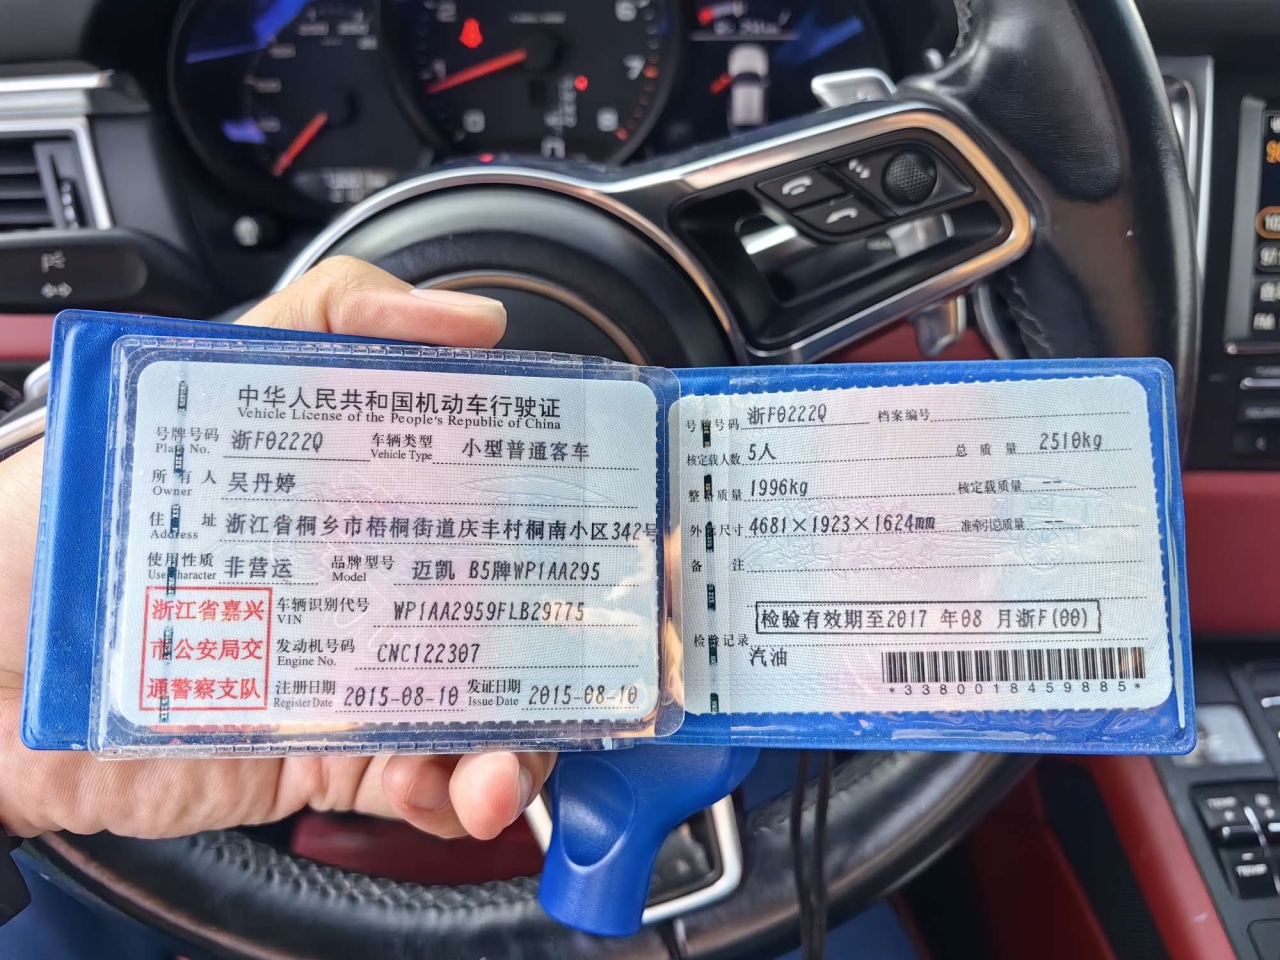 中华人民共和国机动车行驶证
Vehicle License of the People's Republic of China
号牌号码 浙F0222Q 车辆类型 小型普通客车
Plate No. Vehicle Type
所有人 吴丹婷
Owner
住址 浙江省桐乡市梧桐街道庆丰村桐南小区342号
Address
使用性质 非营运 品牌型号 迈凯 B5牌WP1AA295
Use Character Model
浙江省嘉兴
市公安局交
通警察支队
车辆识别代号 WP1AA2959FLB29775
VIN
发动机号码 CNC122307
Engine No.
注册日期 2015-08-10 发证日期 2015-08-10
Register Date Issue Date
号牌号码 浙F0222Q 档案编号
核定载人数 5人 总质量 2510kg
整备质量 1996kg 核定载质量 --
外廓尺寸 4681×1923×1624mm 准牵引总质量 --
备注
检验有效期至2017 年08 月浙F(00)
检验记录
汽油
*3380018459885*
7
8
TEMP